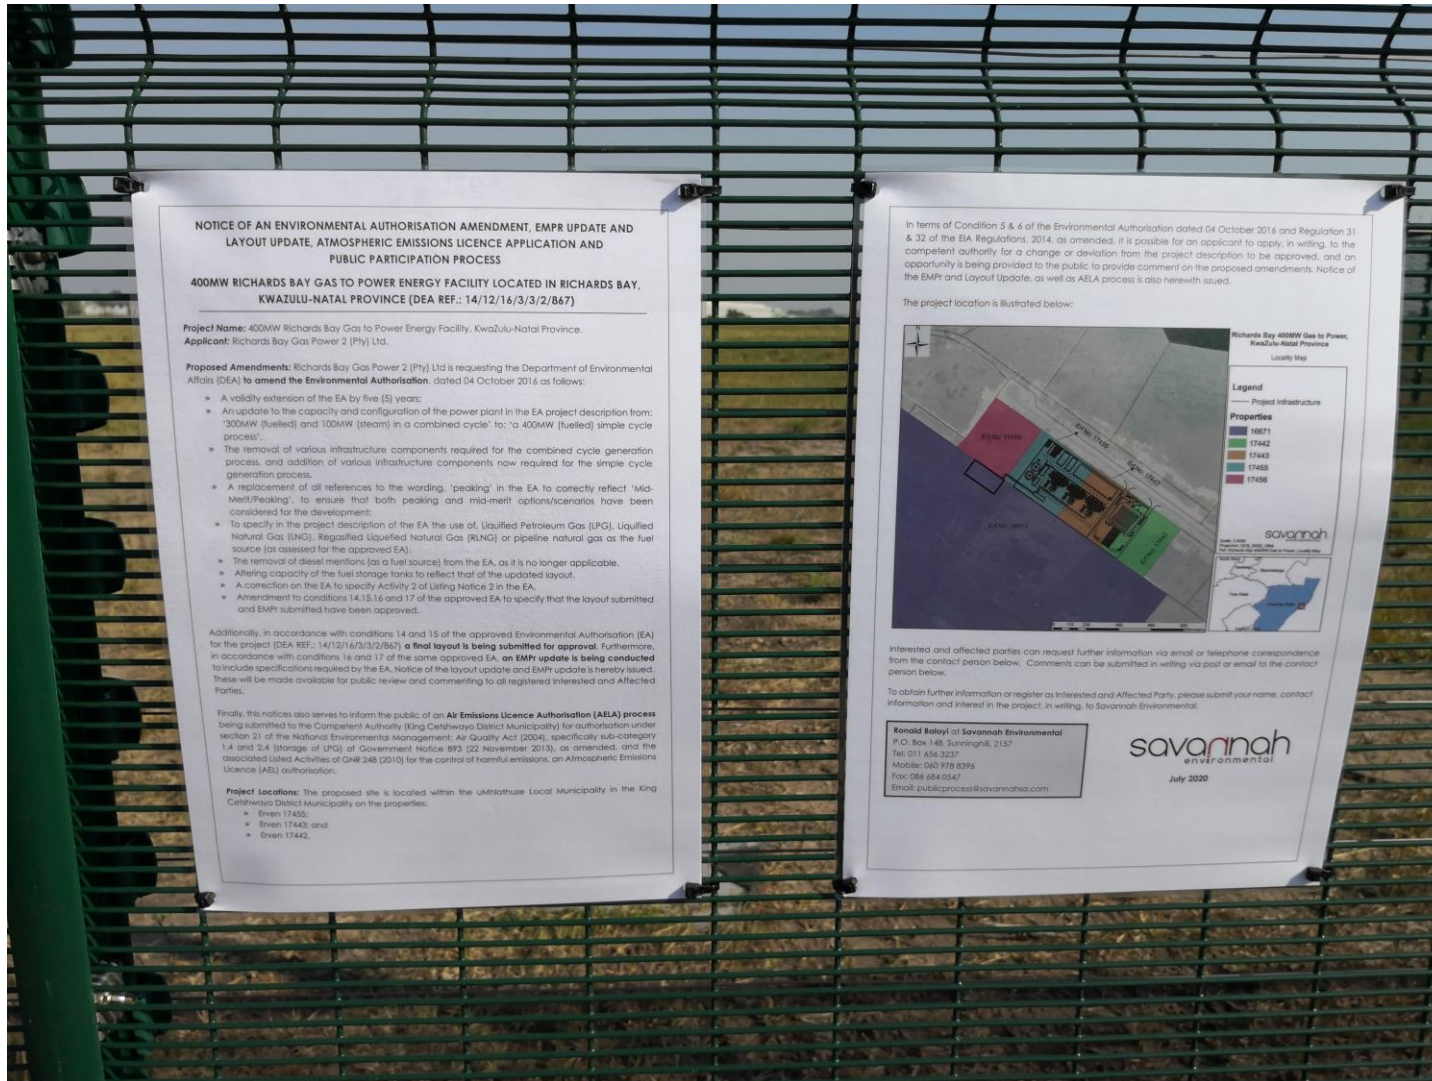 NOTICE OF AN ENVIRONMENTAL AUTHORISATION AMENDMENT, EMPR UPDATE AND
LAYOUT UPDATE, ATMOSPHERIC EMISSIONS LICENCE APPLICATION AND
PUBLIC PARTICIPATION PROCESS
400MW RICHARDS BAY GAS TO POWER ENERGY FACILITY LOCATED IN RICHARDS BAY,
KWAZULU-NATAL PROVINCE (DEA REF.: 14/12/16/3/3/2/867)
Project Name: 400MW Richards Bay Gas to Power Energy Facility, KwaZulu-Natal Province.
Applicant: Richards Bay Gas Power 2 (Pty) Ltd.
Proposed Amendments: Richards Bay Gas Power 2 (Pty) Ltd is requesting the Department of Environmental
Affairs (DEA) to amend the Environmental Authorisation, dated 04 October 2016 as follows:
» A validity extension of the EA by five (5) years;
» An update to the capacity and configuration of the power plant in the EA project description from:
'300MW (fuelled) and 100MW (steam) in a combined cycle' to: 'a 400MW (fuelled) simple cycle
process'.
» The removal of various infrastructure components required for the combined cycle generation
process, and addition of various infrastructure components now required for the simple cycle
generation process.
» A replacement of all references to the wording, 'peaking' in the EA to correctly reflect 'Mid-
Merit/Peaking', to ensure that both peaking and mid-merit options/scenarios have been
considered for the development;
» To specify in the project description of the EA the use of, Liquified Petroleum Gas (LPG), Liquified
Natural Gas (LNG), Regasified Liquefied Natural Gas (RLNG) or pipeline natural gas as the fuel
source (as assessed for the approved EA).
» The removal of diesel mentions (as a fuel source) from the EA, as it is no longer applicable.
» Altering capacity of the fuel storage tanks to reflect that of the updated layout.
» A correction on the EA to specify Activity 2 of Listing Notice 2 in the EA.
» Amendment to conditions 14,15,16 and 17 of the approved EA to specify that the layout submitted
and EMPr submitted have been approved.
Additionally, in accordance with conditions 14 and 15 of the approved Environmental Authorisation (EA)
for the project (DEA REF.: 14/12/16/3/3/2/867) a final layout is being submitted for approval. Furthermore,
in accordance with conditions 16 and 17 of the same approved EA, an EMPr update is being conducted
to include specifications required by the EA. Notice of the layout update and EMPr update is hereby issued.
These will be made available for public review and commenting to all registered Interested and Affected
Parties.
Finally, this notices also serves to inform the public of an Air Emissions Licence Authorisation (AELA) process
being submitted to the Competent Authority (King Cetshwayo District Municipality) for authorisation under
section 21 of the National Environmental Management: Air Quality Act (2004), specifically sub-category
1.4 and 2.4 (storage of LPG) of Government Notice 893 (22 November 2013), as amended, and the
associated Listed Activities of GNR 248 (2010) for the control of harmful emissions, an Atmospheric Emissions
Licence (AEL) authorisation.
Project Locations: The proposed site is located within the uMhlathuze Local Municipality in the King
Cetshwayo District Municipality on the properties:
» Erven 17455;
» Erven 17443; and
» Erven 17442.
In terms of Condition 5 & 6 of the Environmental Authorisation dated 04 October 2016 and Regulation 31
& 32 of the EIA Regulations, 2014, as amended, it is possible for an applicant to apply, in writing, to the
competent authority for a change or deviation from the project description to be approved, and an
opportunity is being provided to the public to provide comment on the proposed amendments. Notice of
the EMPr and Layout Update, as well as AELA process is also herewith issued.
The project location is illustrated below:
N
Erf No: 17456
Erf No: 17455
Erf No: 17443
Erf No: 16671
Erf No: 17442
Richards Bay 400MW Gas to Power,
KwaZulu-Natal Province
Locality Map
Legend
Project Infrastructure
Properties
16671
17442
17443
17455
17456
savannah
Interested and affected parties can request further information via email or telephone correspondence
from the contact person below. Comments can be submitted in writing via post or email to the contact
person below.
To obtain further information or register as Interested and Affected Party, please submit your name, contact
information and interest in the project, in writing, to Savannah Environmental:
Ronald Baloyi at Savannah Environmental
P.O. Box 148, Sunninghill, 2157
Tel: 011 656 3237
Mobile: 060 978 8396
Fax: 086 684 0547
Email: publicprocess@savannahsa.com
savannah
environmental
July 2020